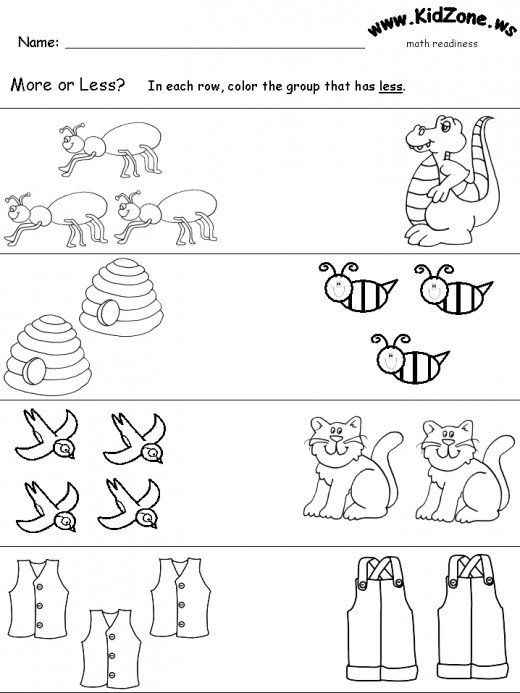 www.KidZone.ws
Name:
math readiness
More or Less? In each row, color the group that has less.